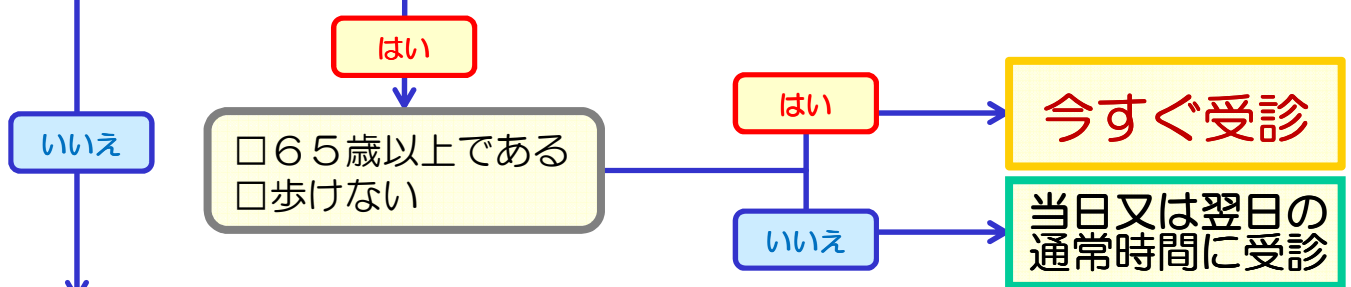 はい
いいえ
□６５歳以上である
□歩けない
はい
今すぐ受診
いいえ
当日又は翌日の
通常時間に受診